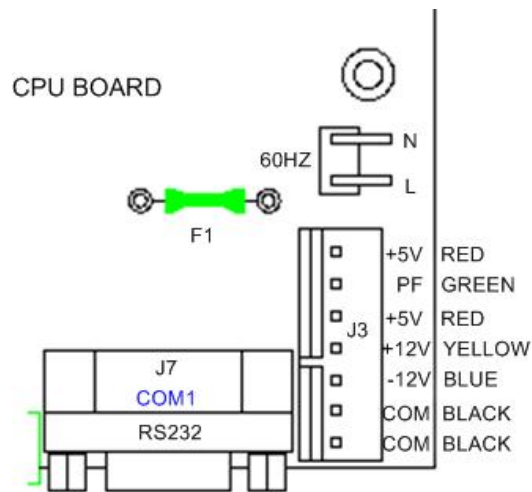 CPU BOARD
60HZ
N
L
F1
+5V RED
PF GREEN
+5V RED
J3
+12V YELLOW
-12V BLUE
COM BLACK
COM BLACK
J7
COM1
RS232